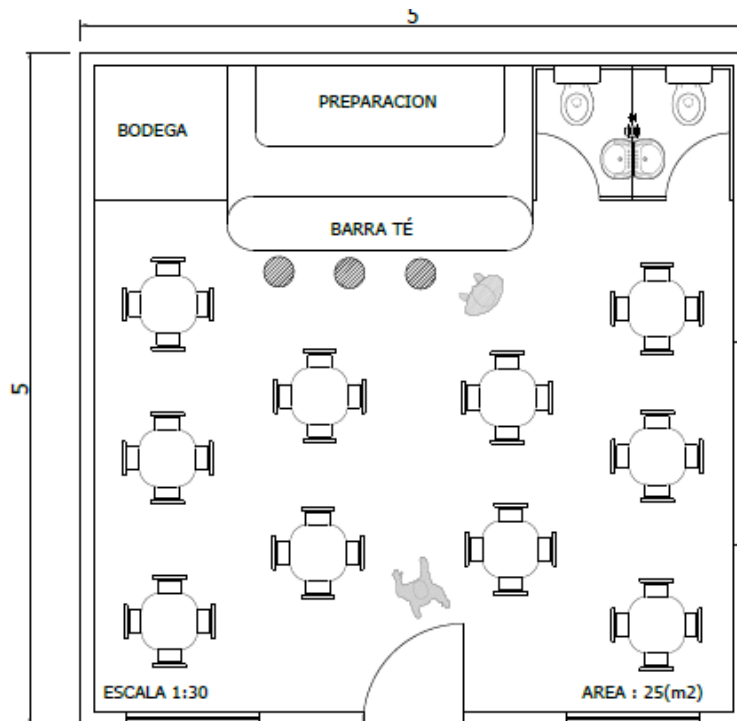 5
PREPARACION
BODEGA
BARRA TÉ
5
ESCALA 1:30
AREA : 25(m2)